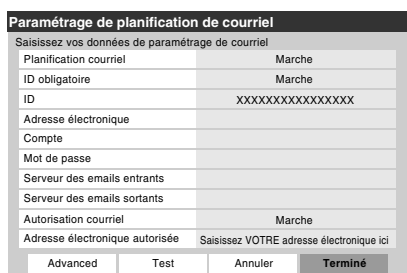 Paramétrage de planification de courriel
Saisissez vos données de paramétrage de courriel
Planification courriel Marche
ID obligatoire Marche
ID XXXXXXXXXXXXXXXX
Adresse électronique
Compte
Mot de passe
Serveur des emails entrants
Serveur des emails sortants
Autorisation courriel Marche
Adresse électronique autorisée Saisissez VOTRE adresse électronique ici
Advanced Test Annuler Terminé